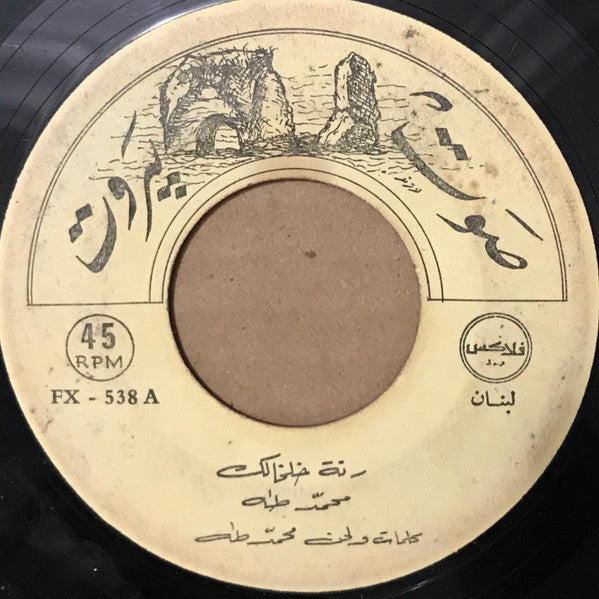 صوت بيروت
45
RPM
FX - 538 A
فلاكس
لبنان
رنة خلخالك
محمد طه
كلمات ولحن محمد طه